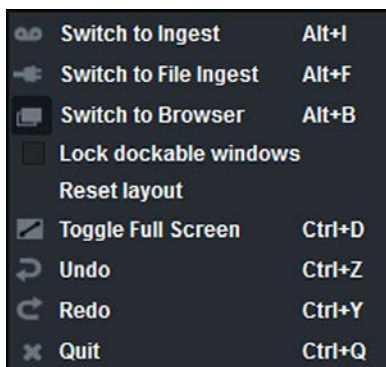 Switch to Ingest Alt+I
Switch to File Ingest Alt+F
Switch to Browser Alt+B
Lock dockable windows
Reset layout
Toggle Full Screen Ctrl+D
Undo Ctrl+Z
Redo Ctrl+Y
Quit Ctrl+Q